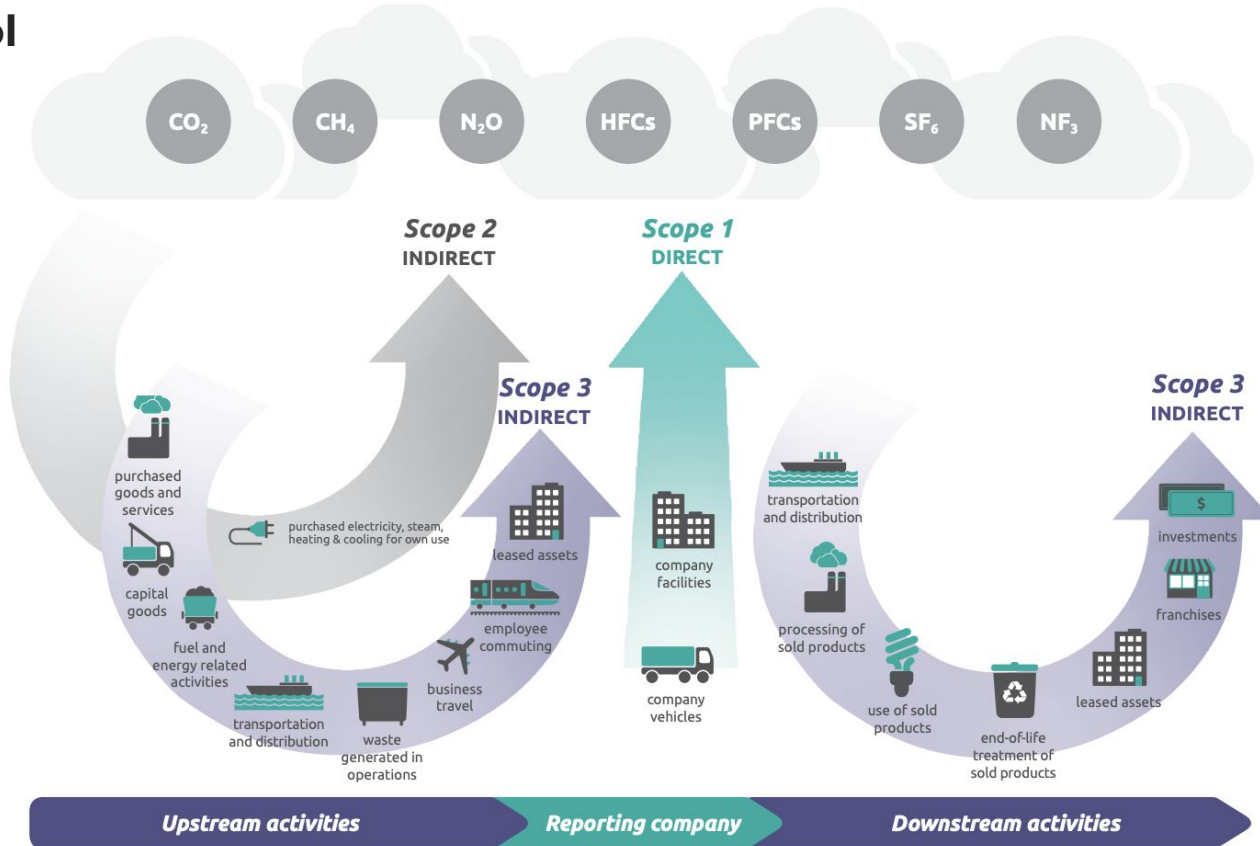 ol
CO₂
CH₄
N₂O
HFCs
PFCs
SF₆
NF₃
Scope 2
INDIRECT
Scope 1
DIRECT
Scope 3
INDIRECT
Scope 3
INDIRECT
purchased
goods and
services
capital
goods
fuel and
energy related
activities
transportation
and distribution
waste
generated in
operations
business
travel
employee
commuting
leased assets
purchased electricity, steam,
heating & cooling for own use
company
facilities
company
vehicles
transportation
and distribution
processing of
sold products
use of sold
products
end-of-life
treatment of
sold products
leased assets
franchises
investments
$
Upstream activities
Reporting company
Downstream activities